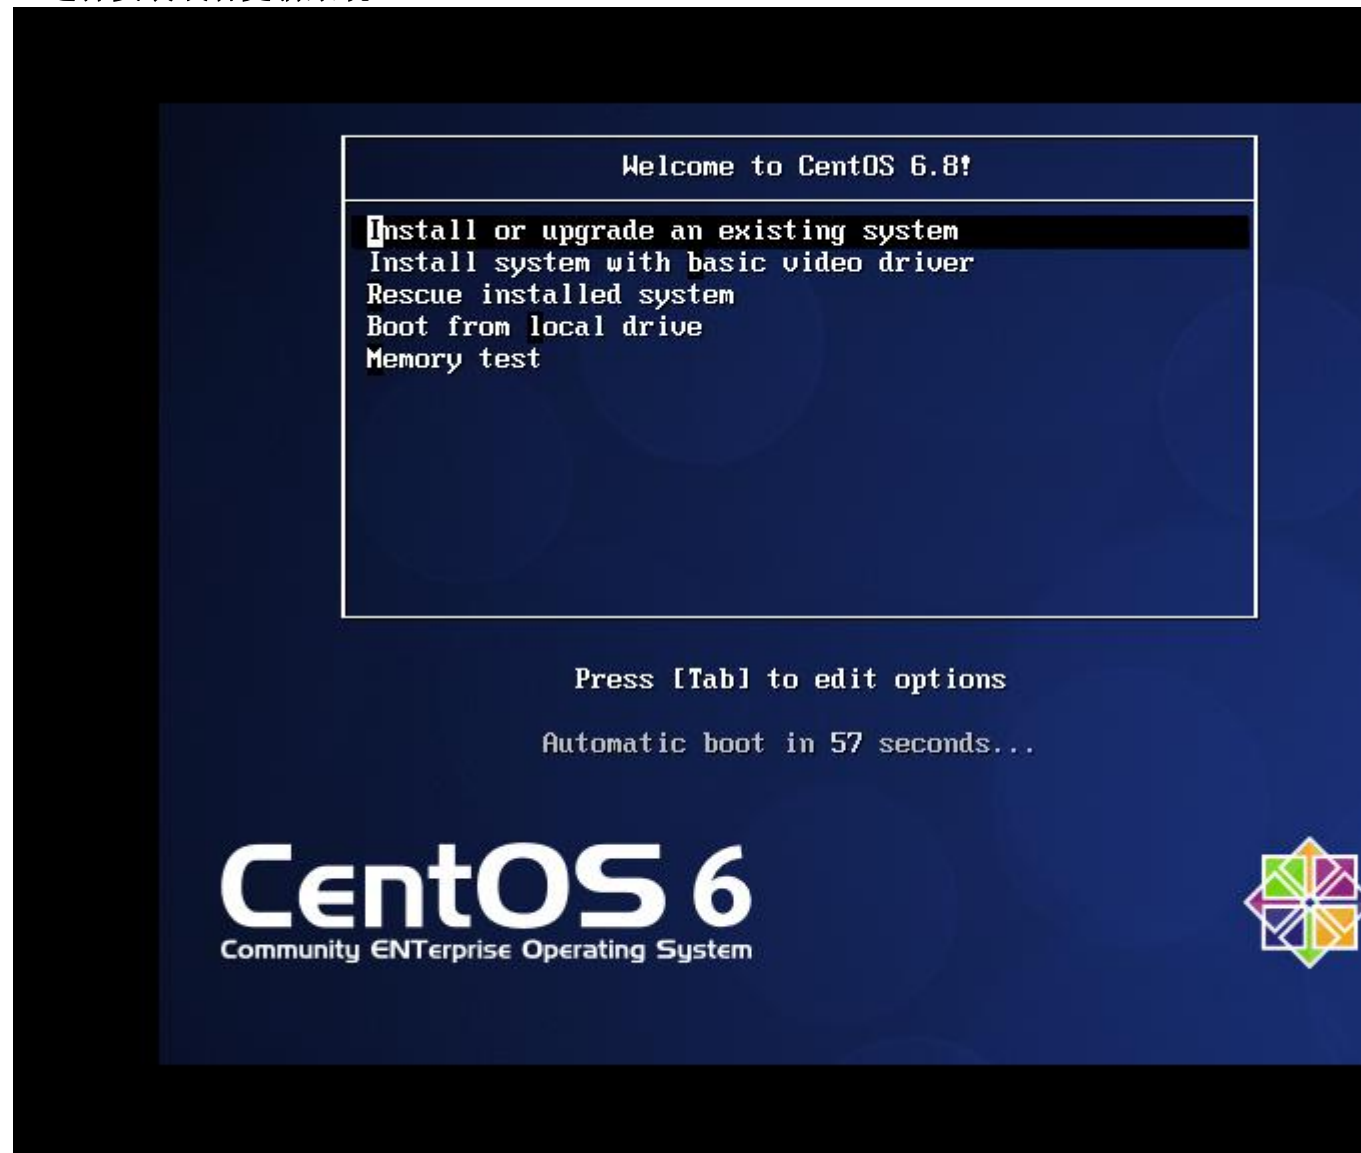 Welcome to CentOS 6.8!
Install or upgrade an existing system
Install system with basic video driver
Rescue installed system
Boot from local drive
Memory test
Press [Tab] to edit options
Automatic boot in 57 seconds...
CentOS 6
Community ENTerprise Operating System